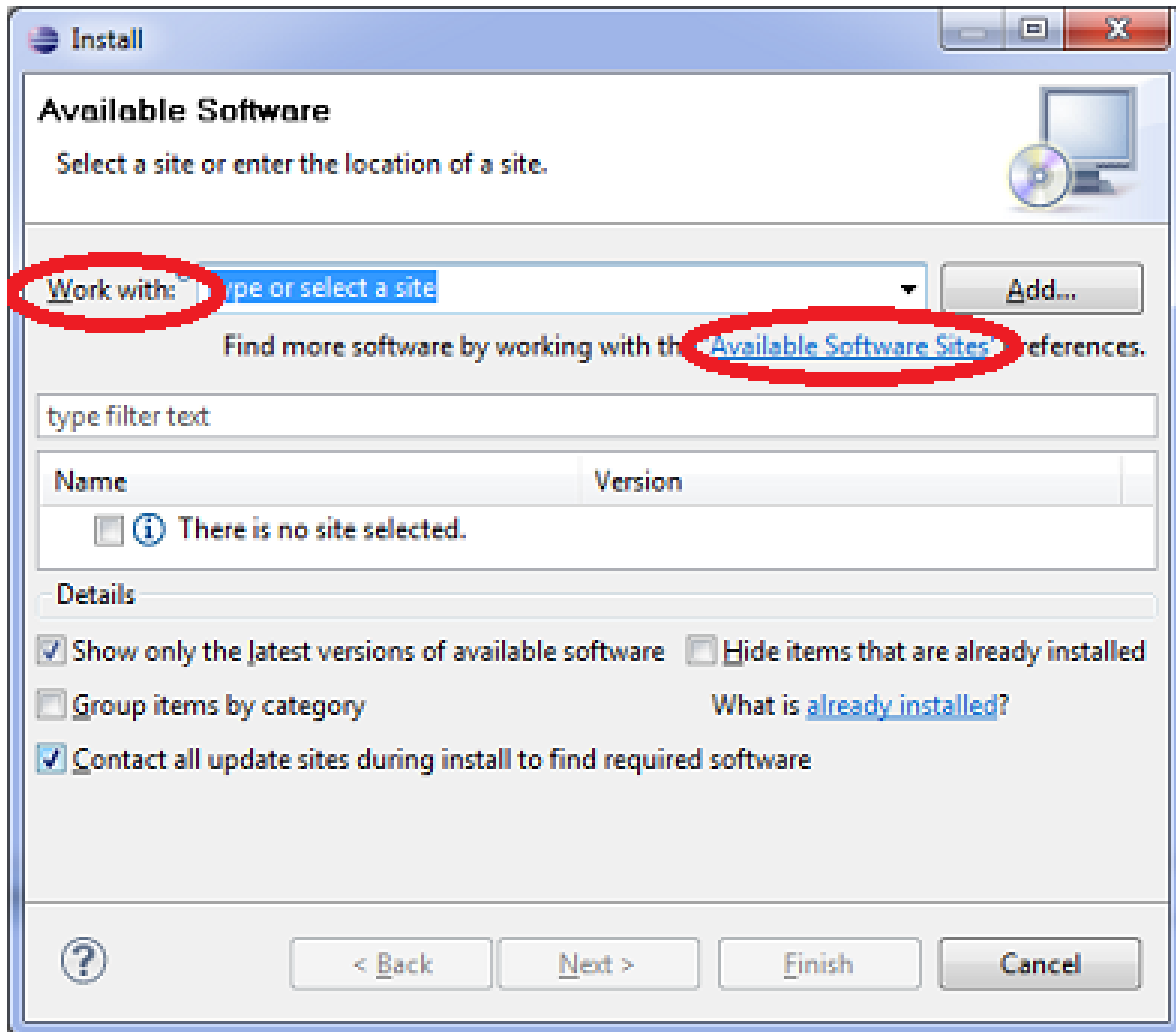 Install
Available Software
Select a site or enter the location of a site.
Work with: ype or select a site Add...
Find more software by working with th Available Software Sites references.
type filter text
Name Version
There is no site selected.
Details
Show only the latest versions of available software Hide items that are already installed
Group items by category What is already installed?
Contact all update sites during install to find required software
? < Back Next > Finish Cancel